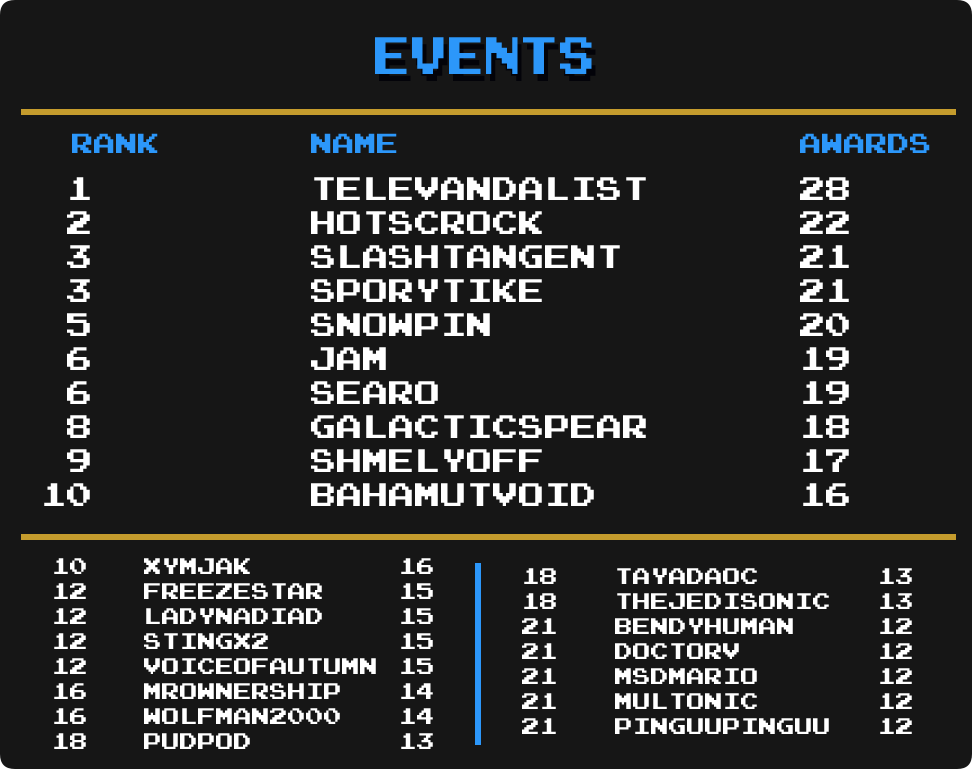 EVENTS
RANK NAME AWARDS
1 TELEVANDALIST 28
2 HOTSCROCK 22
3 SLASHTANGENT 21
3 SPORYTIKE 21
5 SNOWPIN 20
6 JAM 19
6 SEARO 19
8 GALACTICSPEAR 18
9 SHMELYOFF 17
10 BAHAMUTVOID 16
10 XYMJAK 16
12 FREEZESTAR 15
12 LADYNADIAD 15
12 STINGX2 15
12 VOICEOFAUTUMN 15
16 MROWNERSHIP 14
16 WOLFMAN2000 14
18 PUDPOD 13
18 TAYADAOC 13
18 THEJEDISONIC 13
21 BENDYHUMAN 12
21 DOCTORV 12
21 MSDMARIO 12
21 MULTONIC 12
21 PINGUUPINGUU 12